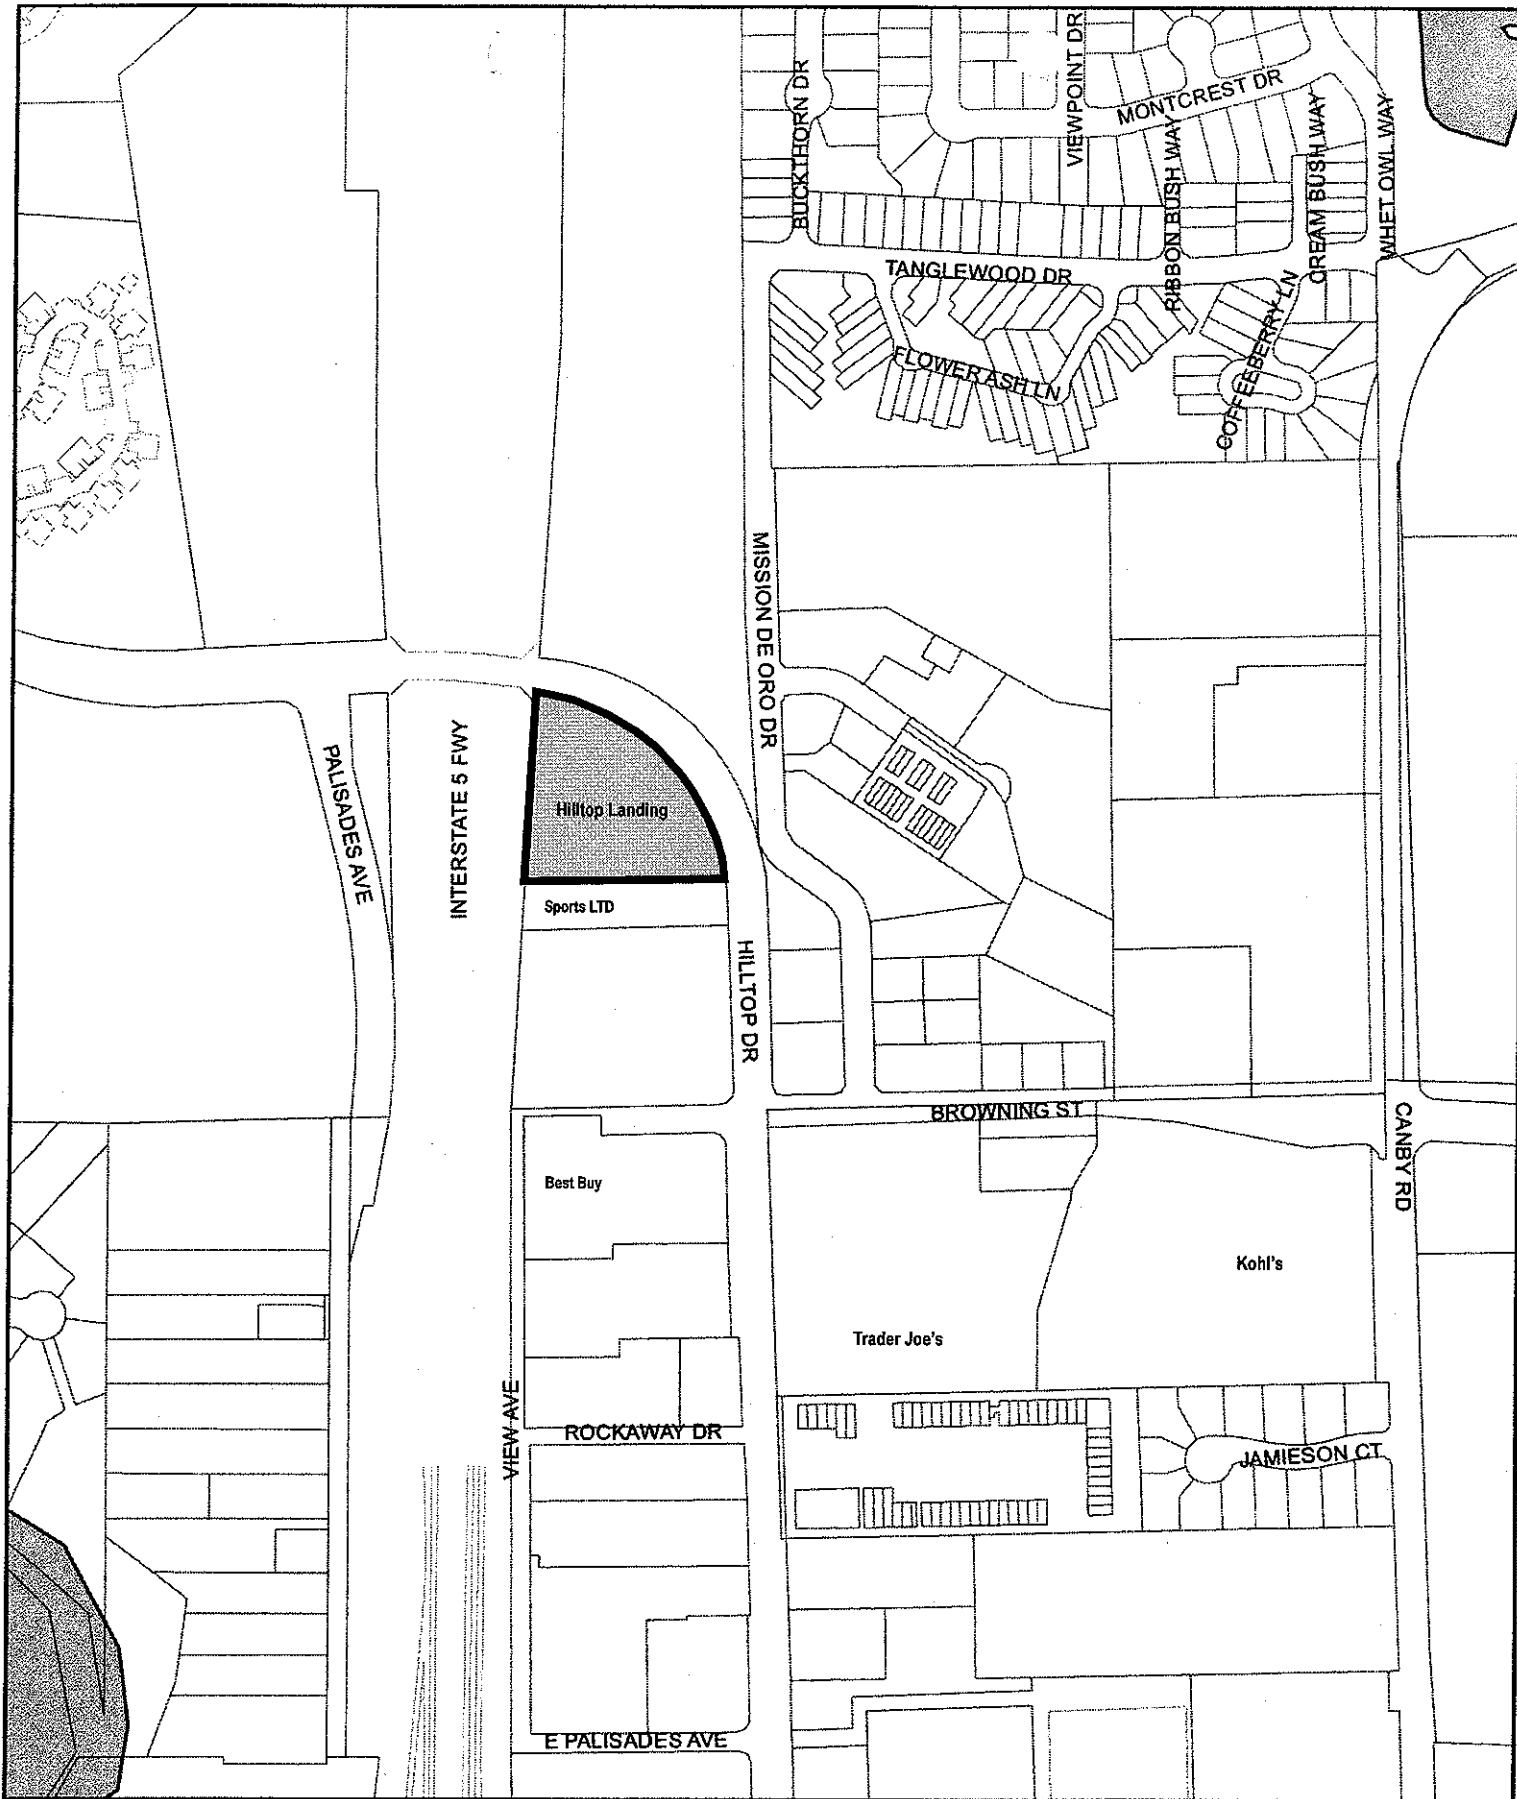 VIEWPOINT DR
BUCKTHORN DR
MONTCREST DR
RIBBON BUSH WAY
CREAM BUSH WAY
WHET OWL WAY
TANGLEWOOD DR
COFFEEBERRY LN
FLOWER ASH LN
MISSION DE ORO DR
PALISADES AVE
INTERSTATE 5 FWY
Hilltop Landing
Sports LTD
HILLTOP DR
BROWNING ST
CANBY RD
Best Buy
Kohl's
Trader Joe's
VIEW AVE
ROCKAWAY DR
JAMIESON CT
E PALISADES AVE